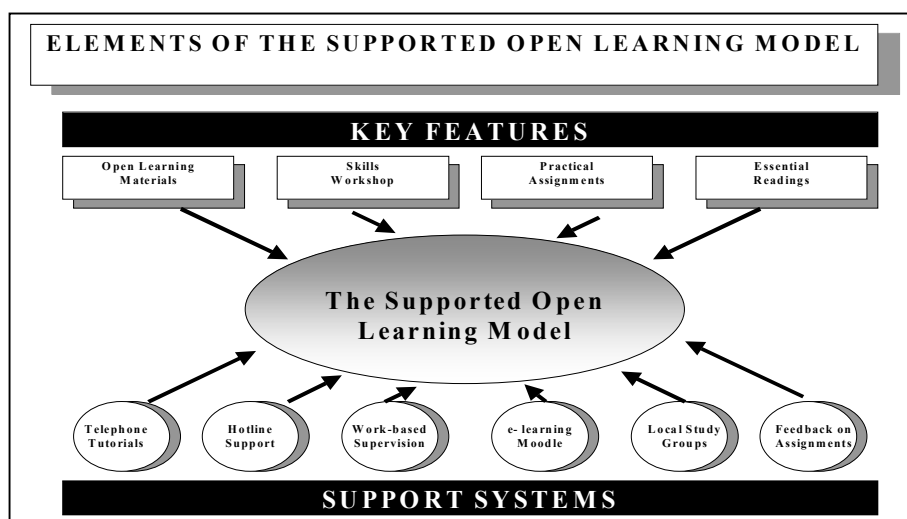 ELEMENTS OF THE SUPPORTED OPEN LEARNING MODEL
KEY FEATURES
Open Learning
Materials
Skills
Workshop
Practical
Assignments
Essential
Readings
The Supported Open
Learning Model
Telephone
Tutorials
Hotline
Support
Work-based
Supervision
e- learning
Moodle
Local Study
Groups
Feedback on
Assignments
SUPPORT SYSTEMS